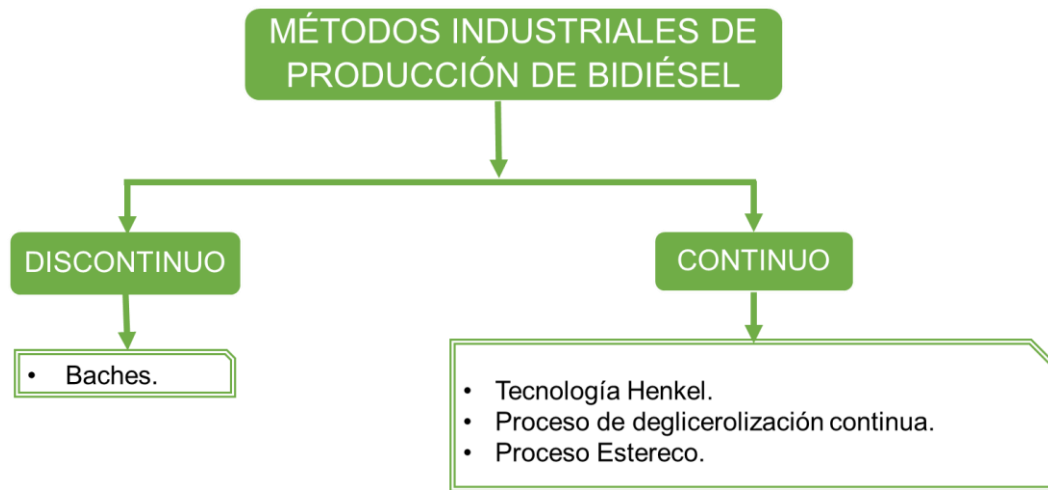 MÉTODOS INDUSTRIALES DE
PRODUCCIÓN DE BIDIÉSEL
DISCONTINUO
CONTINUO
• Baches.
• Tecnología Henkel.
• Proceso de deglicerolización continua.
• Proceso Estereco.